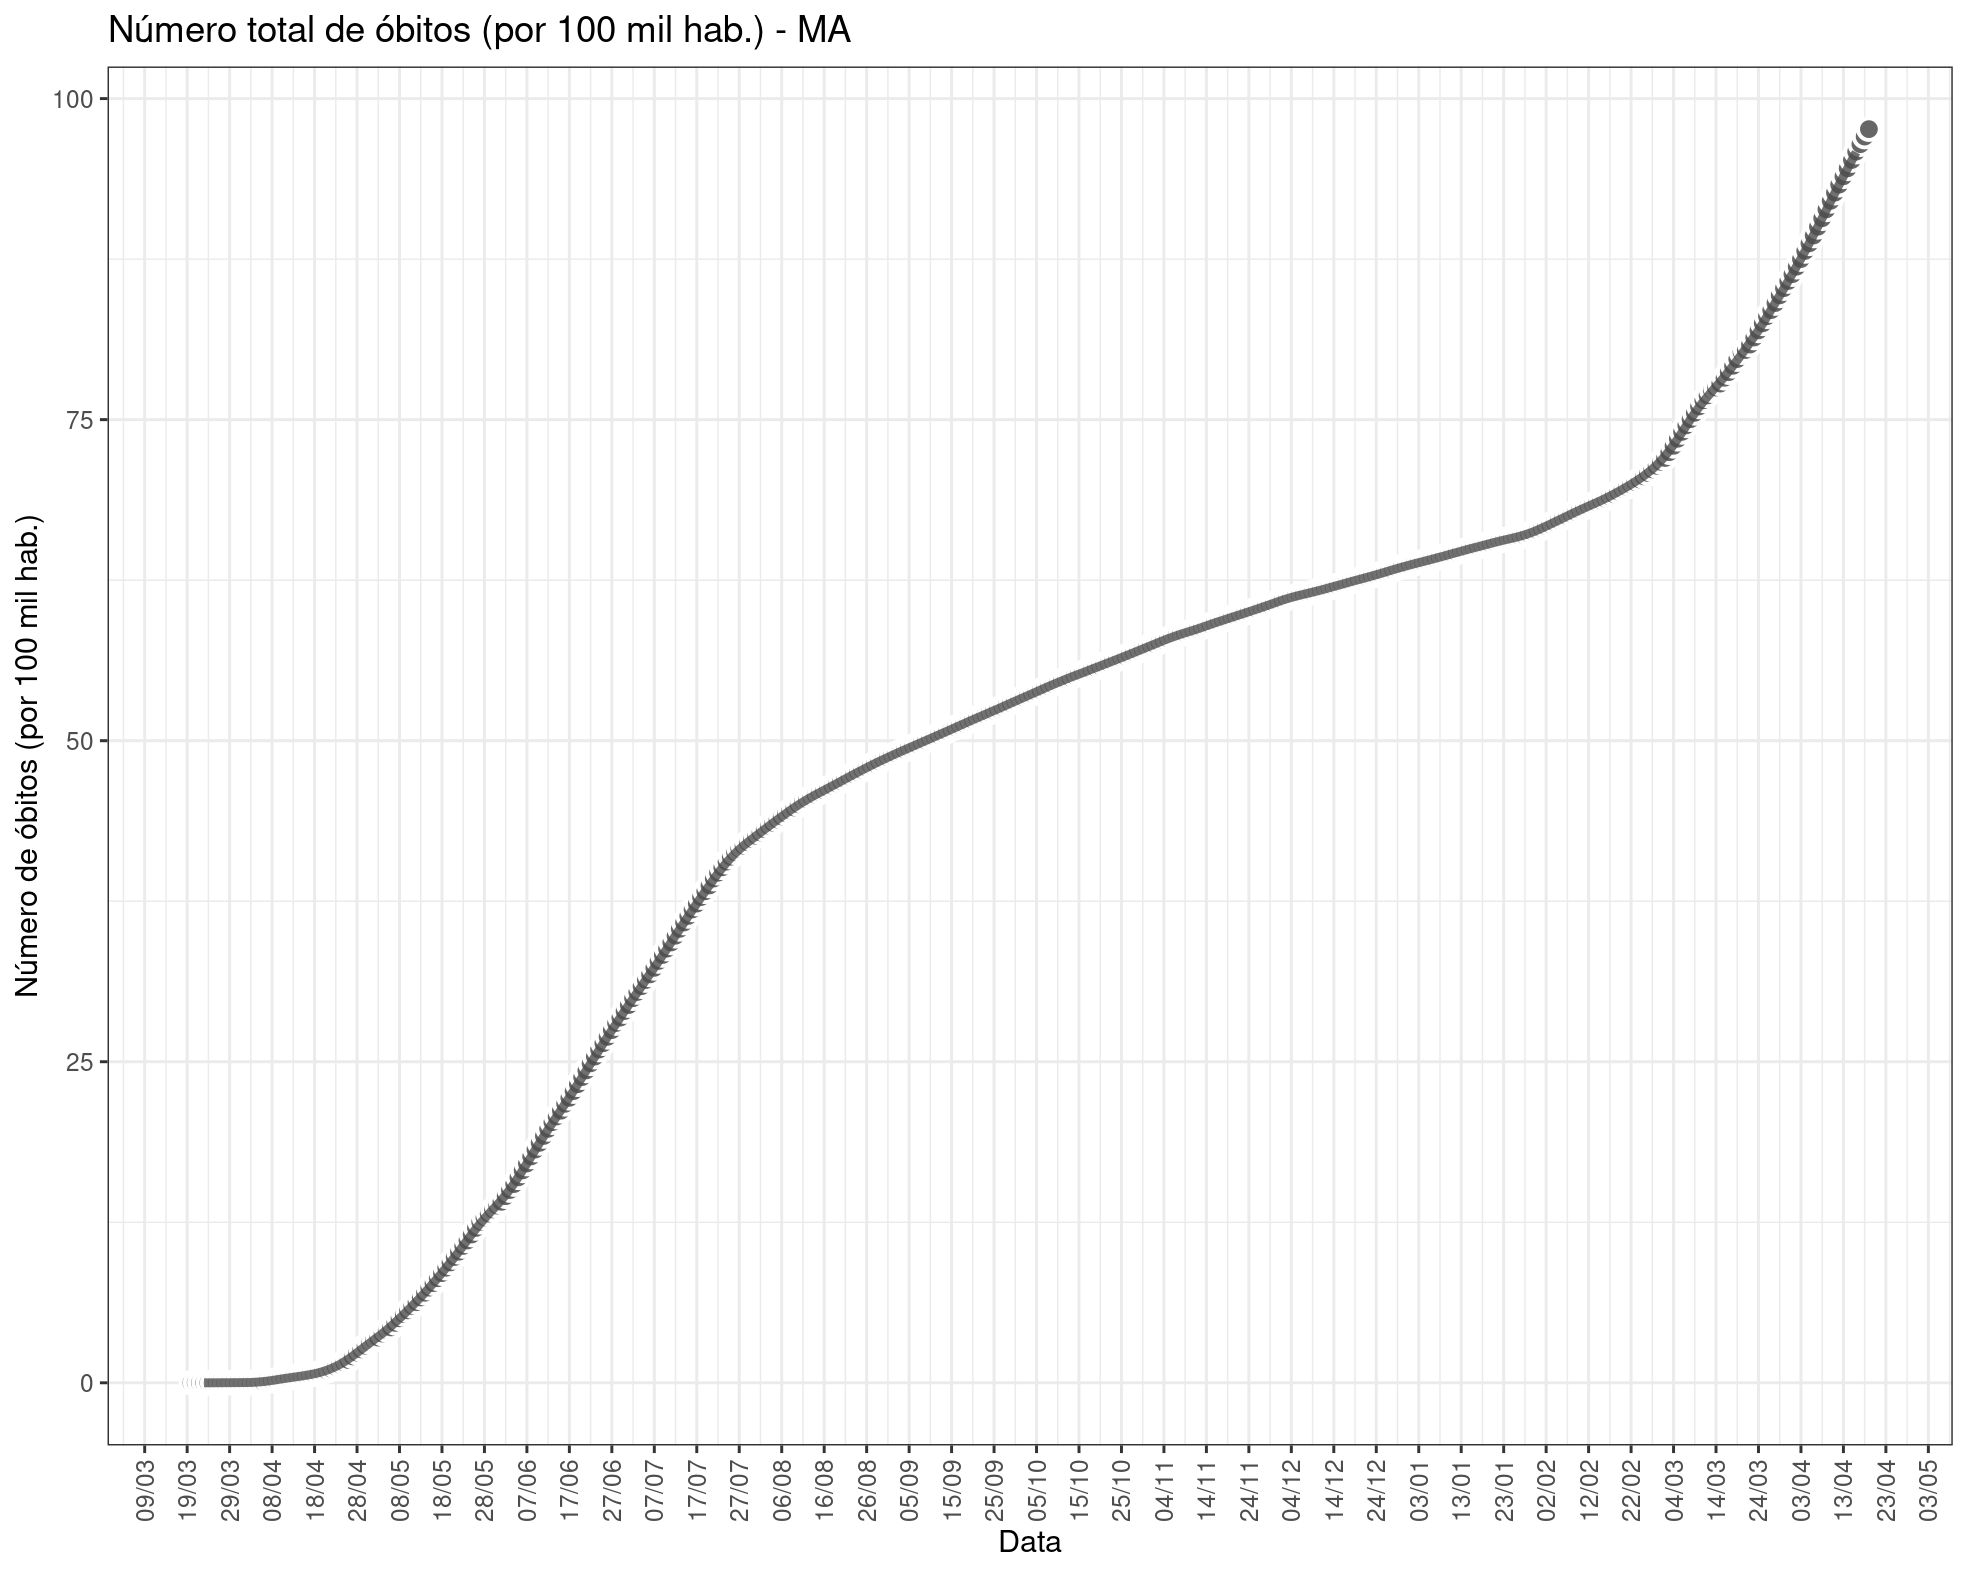 Número total de óbitos (por 100 mil hab.) - MA
Número de óbitos (por 100 mil hab.)
100
75
50
25
0
09/03 19/03 29/03 08/04 18/04 28/04 08/05 18/05 28/05 07/06 17/06 27/06 07/07 17/07 27/07 06/08 16/08 26/08 05/09 15/09 25/09 05/10 15/10 25/10 04/11 14/11 24/11 04/12 14/12 24/12 03/01 13/01 23/01 02/02 12/02 22/02 04/03 14/03 24/03 03/04 13/04 23/04 03/05
Data